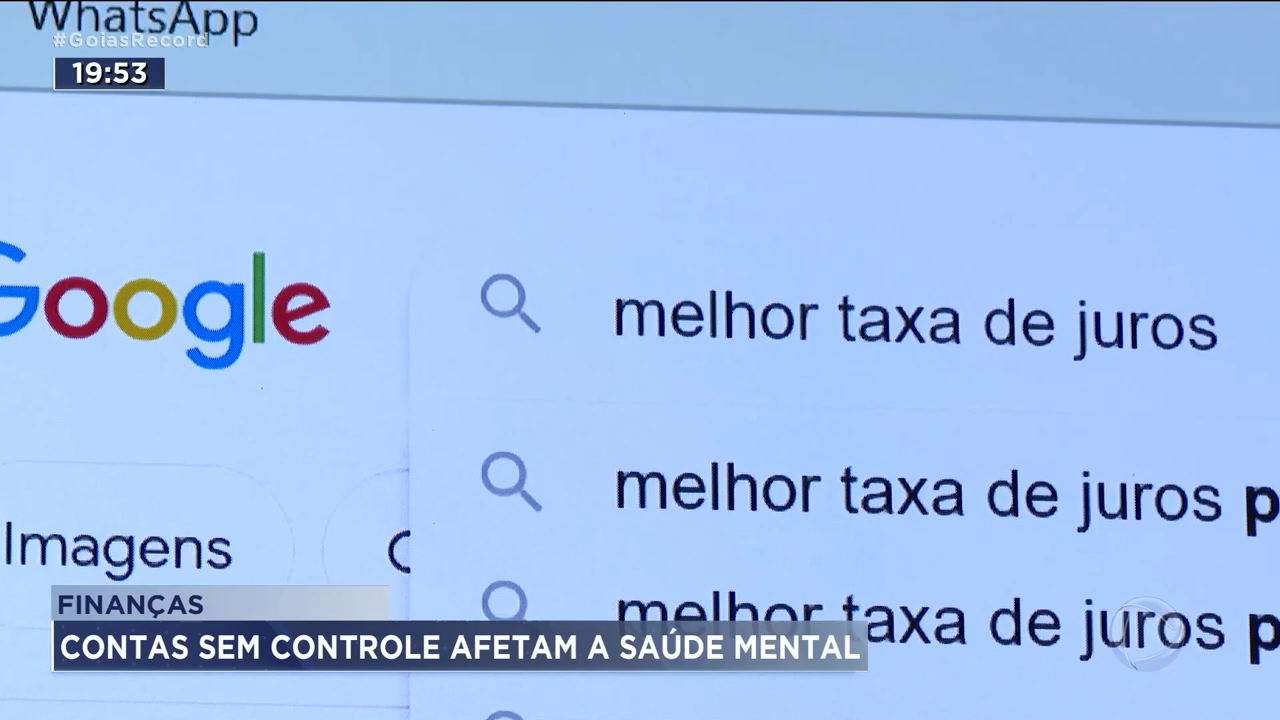 WhatsApp
#GoiasRecord
19:53
Google
melhor taxa de juros
melhor taxa de juros p
Imagens
melhor taxa de juros p
FINANÇAS
CONTAS SEM CONTROLE AFETAM A SAÚDE MENTAL